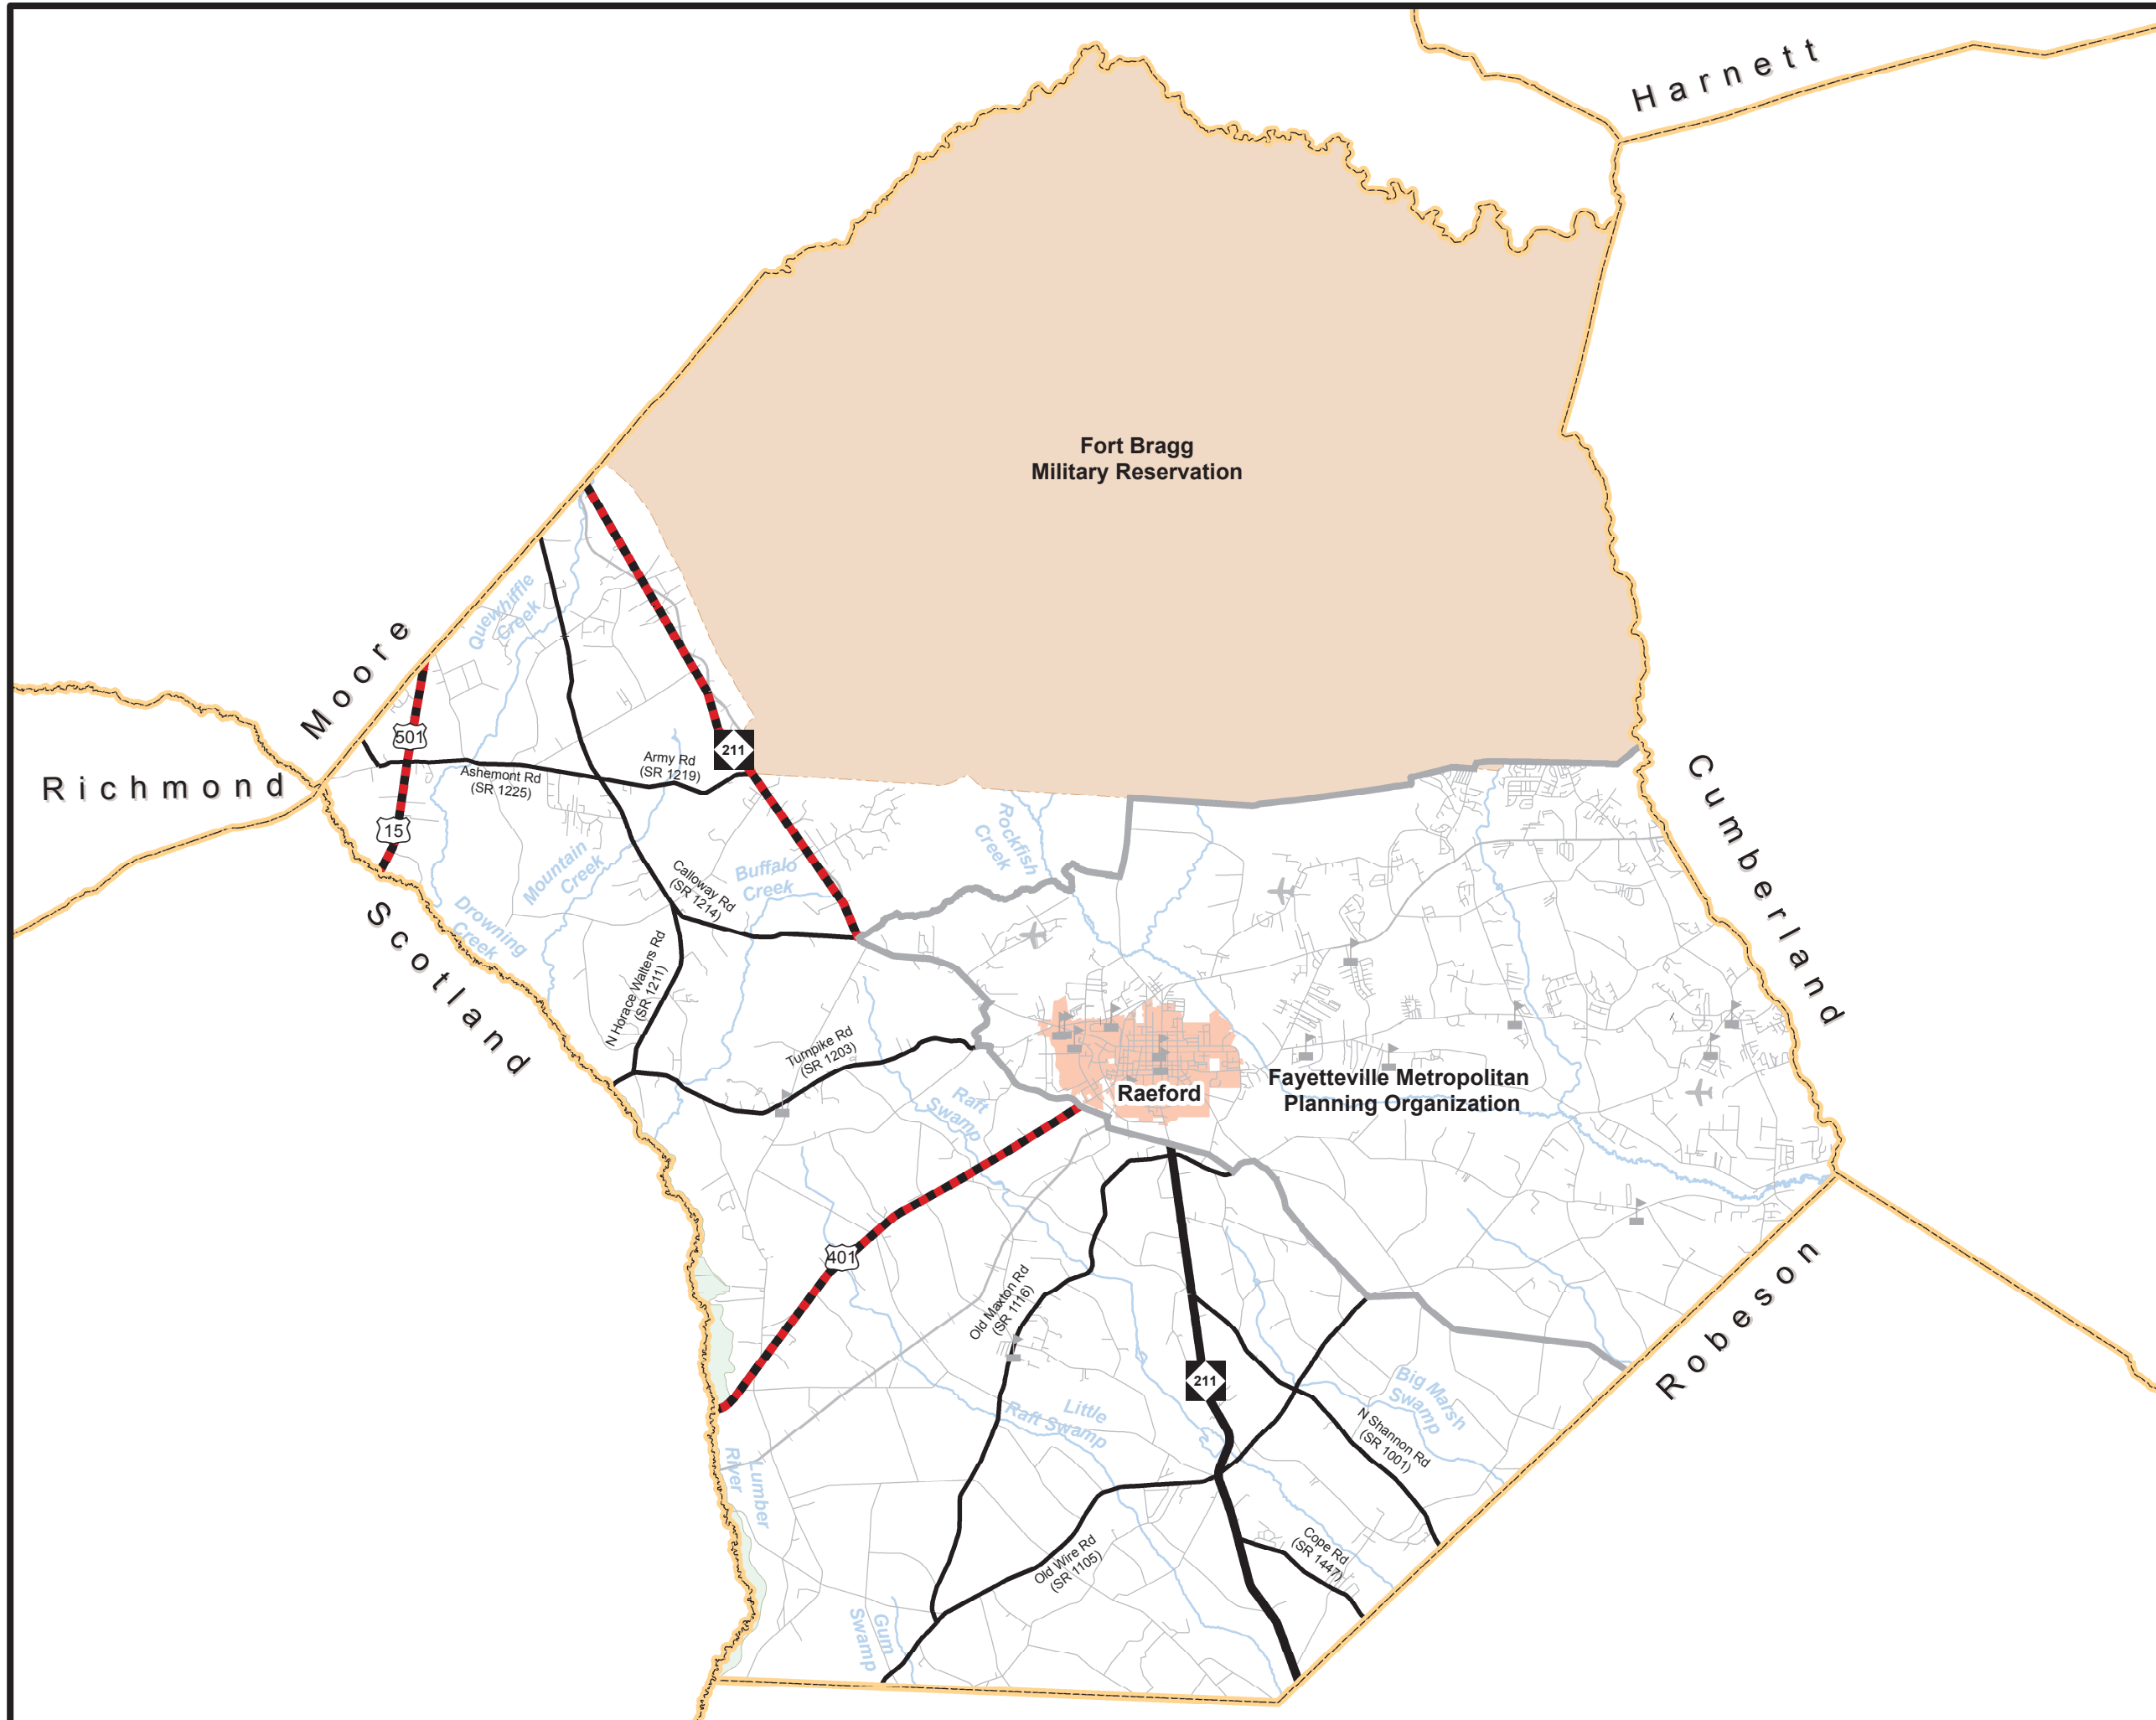 Harnett
Fort Bragg
Military Reservation
Quewhiffle
Creek
Moore
501
211
Richmond
Ashemont Rd
(SR 1225)
Army Rd
(SR 1219)
15
Mountain
Creek
Buffalo
Creek
Rockfish
Creek
Cumberland
Calloway Rd
(SR 1214)
Drowning
Creek
Scotland
N Horace Walters Rd
(SR 1211)
Turnpike Rd
(SR 1203)
Raft
Swamp
Raeford
Fayetteville Metropolitan
Planning Organization
401
Old Maxton Rd
(SR 1116)
211
Robeson
Big Marsh
Swamp
Little
Raft Swamp
N Shannon Rd
(SR 1001)
Lumber
River
Old Wire Rd
(SR 1105)
Cope Rd
(SR 1447)
Gum
Swamp